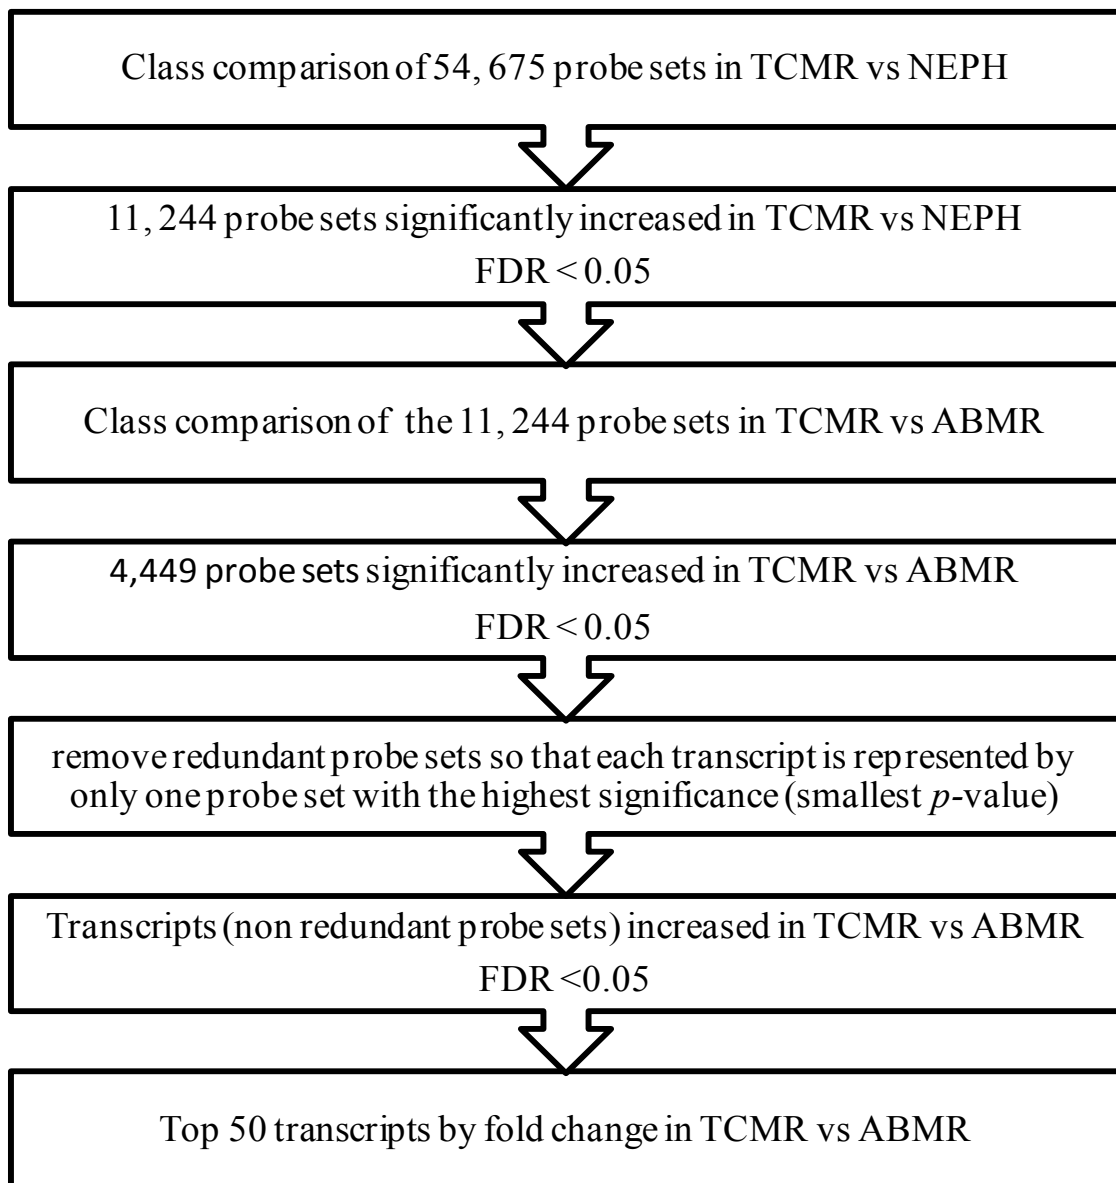 Class comparison of 54, 675 probe sets in TCMR vs NEPH
11, 244 probe sets significantly increased in TCMR vs NEPH
FDR < 0.05
Class comparison of the 11, 244 probe sets in TCMR vs ABMR
4,449 probe sets significantly increased in TCMR vs ABMR
FDR < 0.05
remove redundant probe sets so that each transcript is represented by
only one probe set with the highest significance (smallest p-value)
Transcripts (non redundant probe sets) increased in TCMR vs ABMR
FDR <0.05
Top 50 transcripts by fold change in TCMR vs ABMR